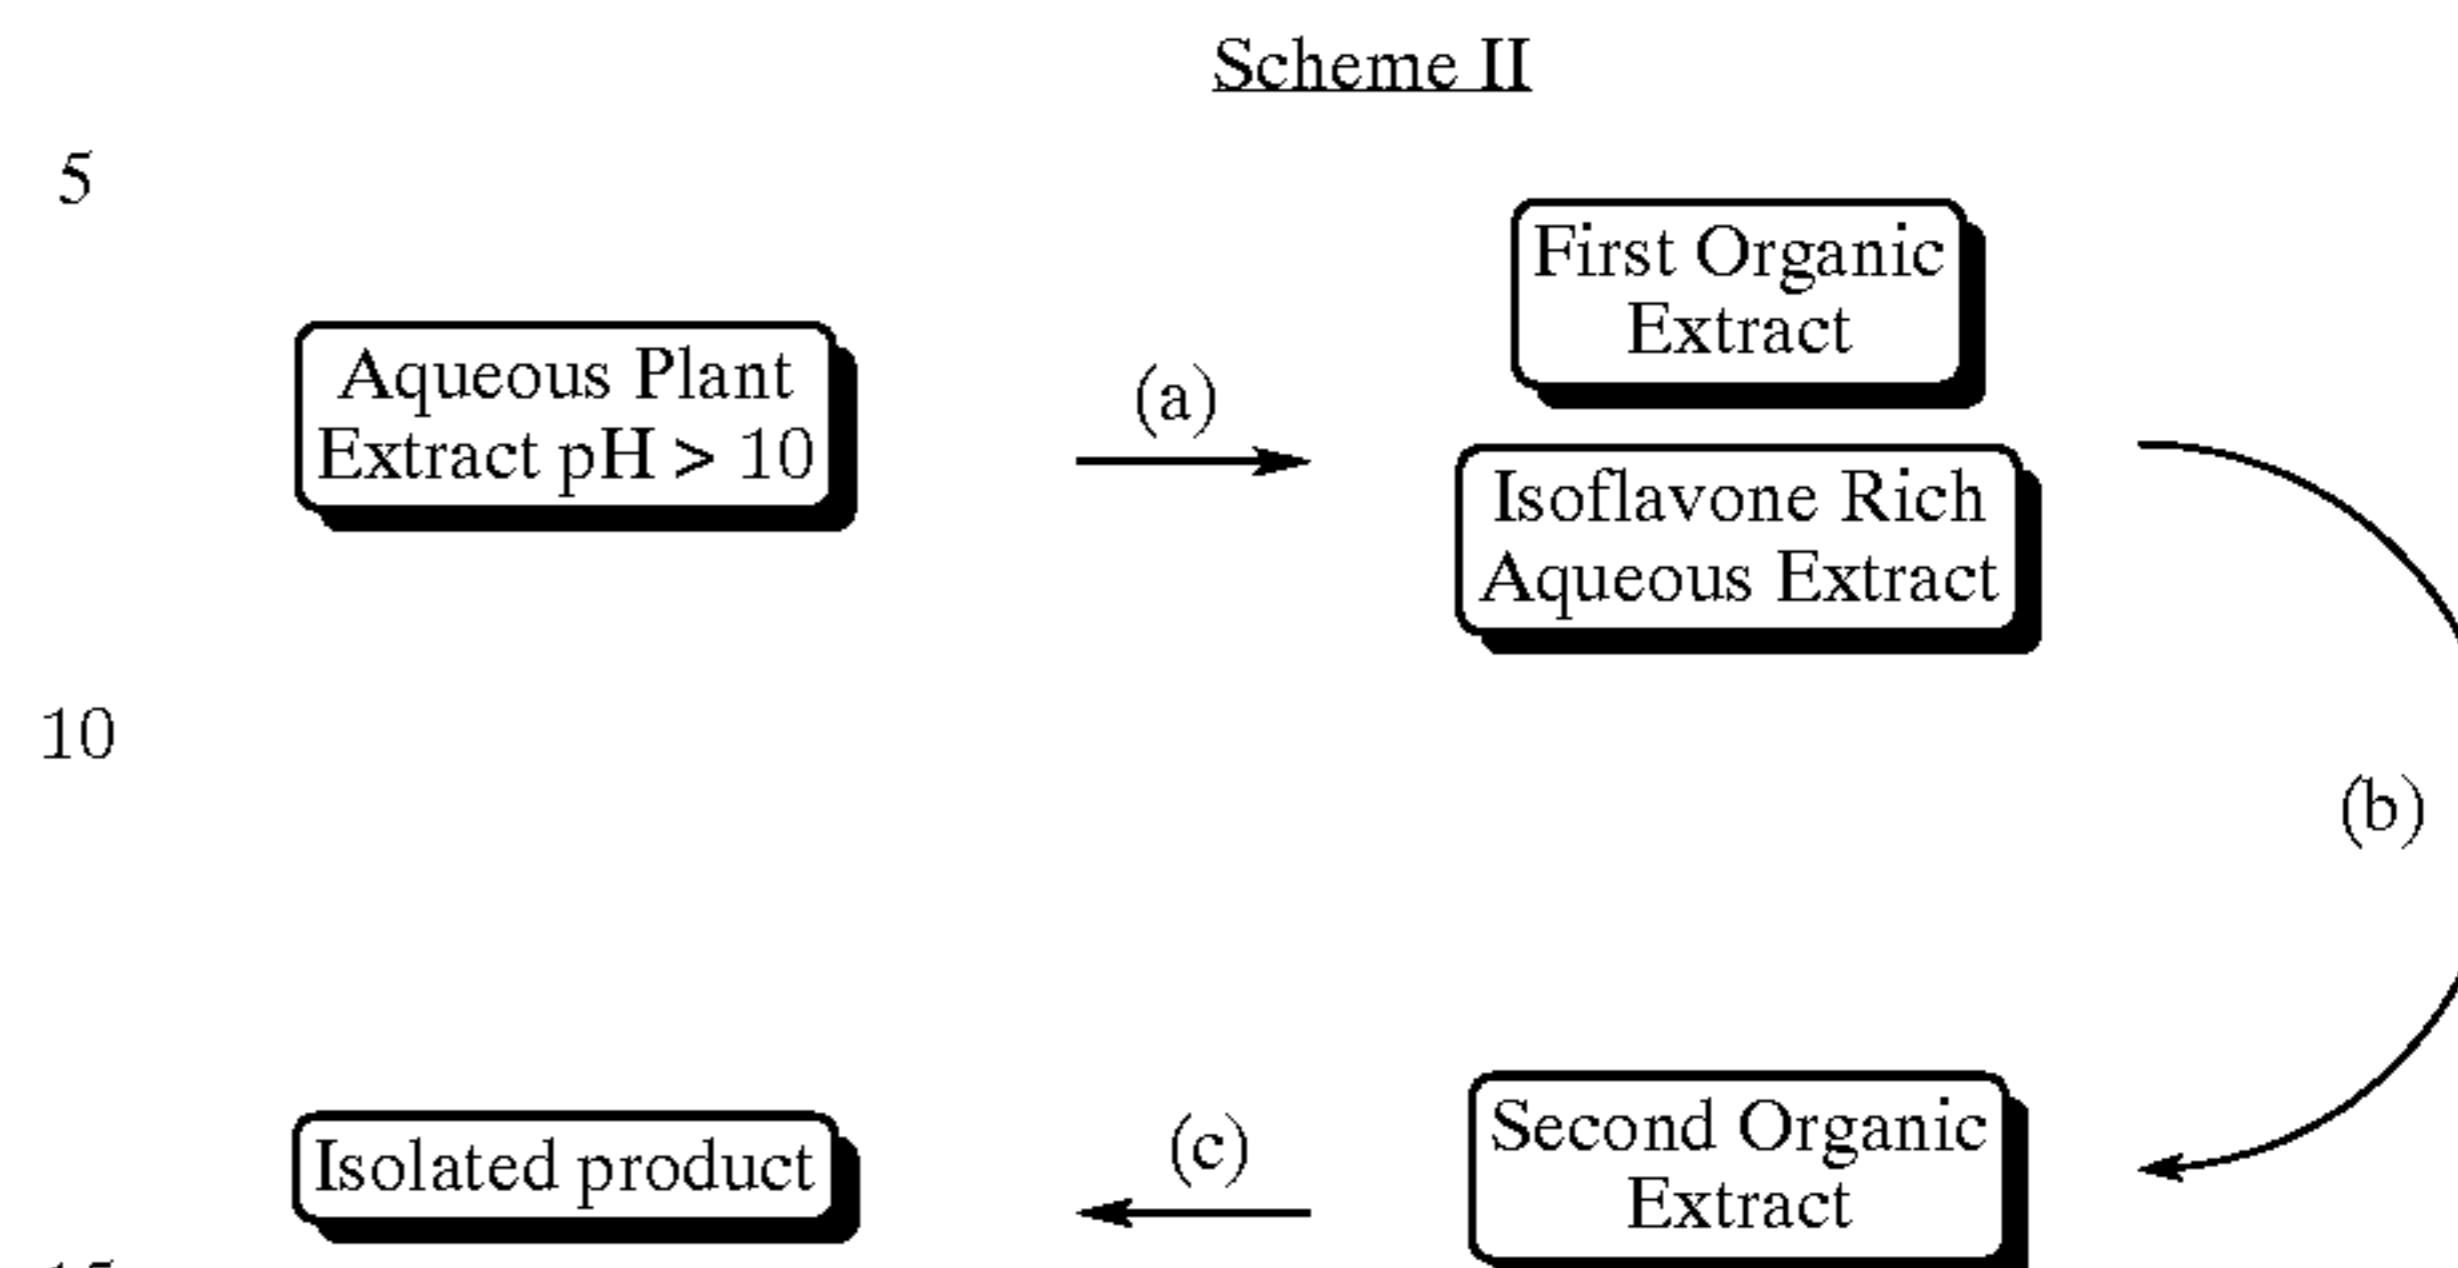 Scheme II
5
First Organic
Extract
Aqueous Plant
Extract pH > 10
(a)
Isoflavone Rich
Aqueous Extract
10
(b)
Second Organic
Extract
(c)
Isolated product